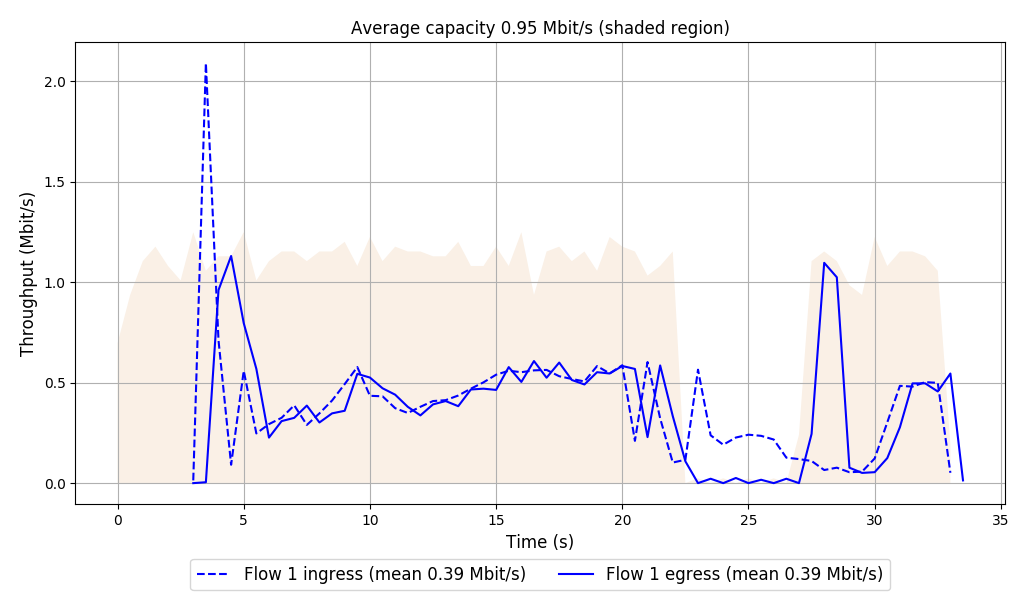 Average capacity 0.95 Mbit/s (shaded region)
Throughput (Mbit/s)
2.0
1.5
1.0
0.5
0.0
0 5 10 15 20 25 30 35
Time (s)
Flow 1 ingress (mean 0.39 Mbit/s) Flow 1 egress (mean 0.39 Mbit/s)